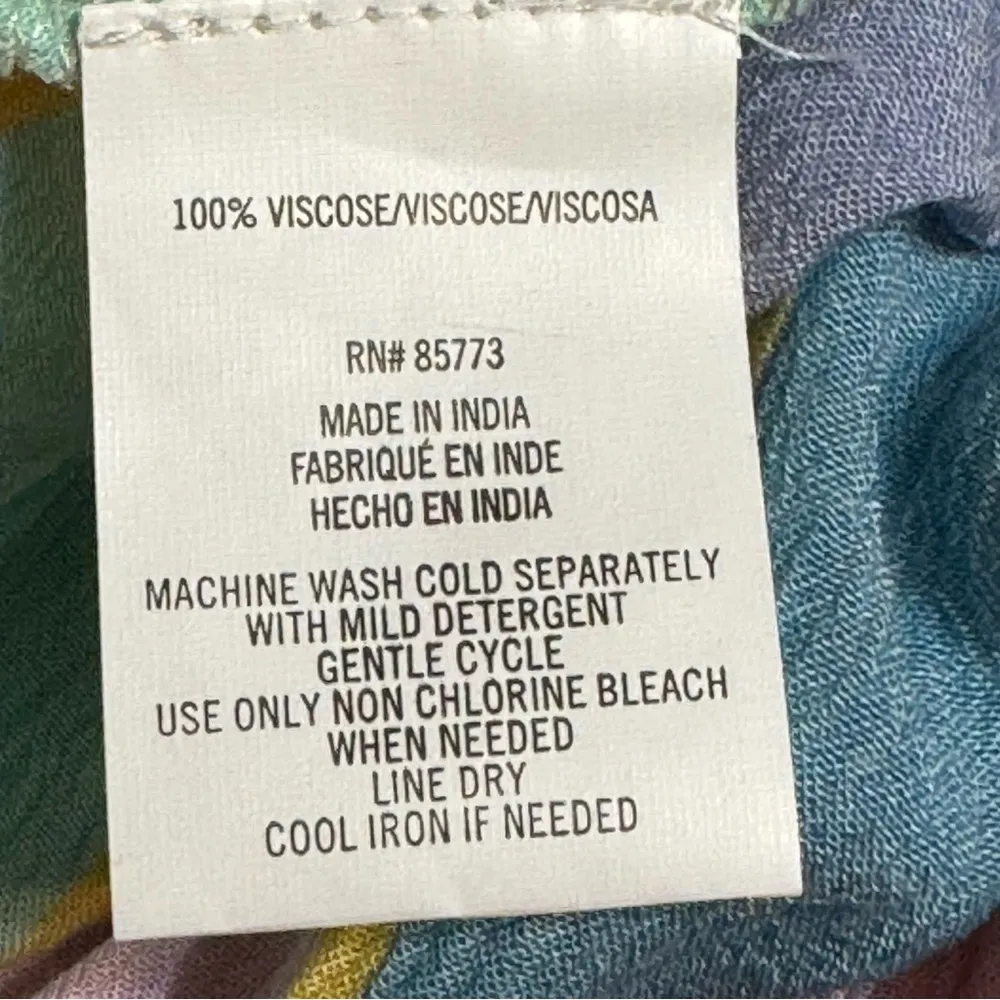 100% VISCOSE/VISCOSE/VISCOSA
RN# 85773
MADE IN INDIA
FABRIQUÉ EN INDE
HECHO EN INDIA
MACHINE WASH COLD SEPARATELY
WITH MILD DETERGENT
GENTLE CYCLE
USE ONLY NON CHLORINE BLEACH
WHEN NEEDED
LINE DRY
COOL IRON IF NEEDED